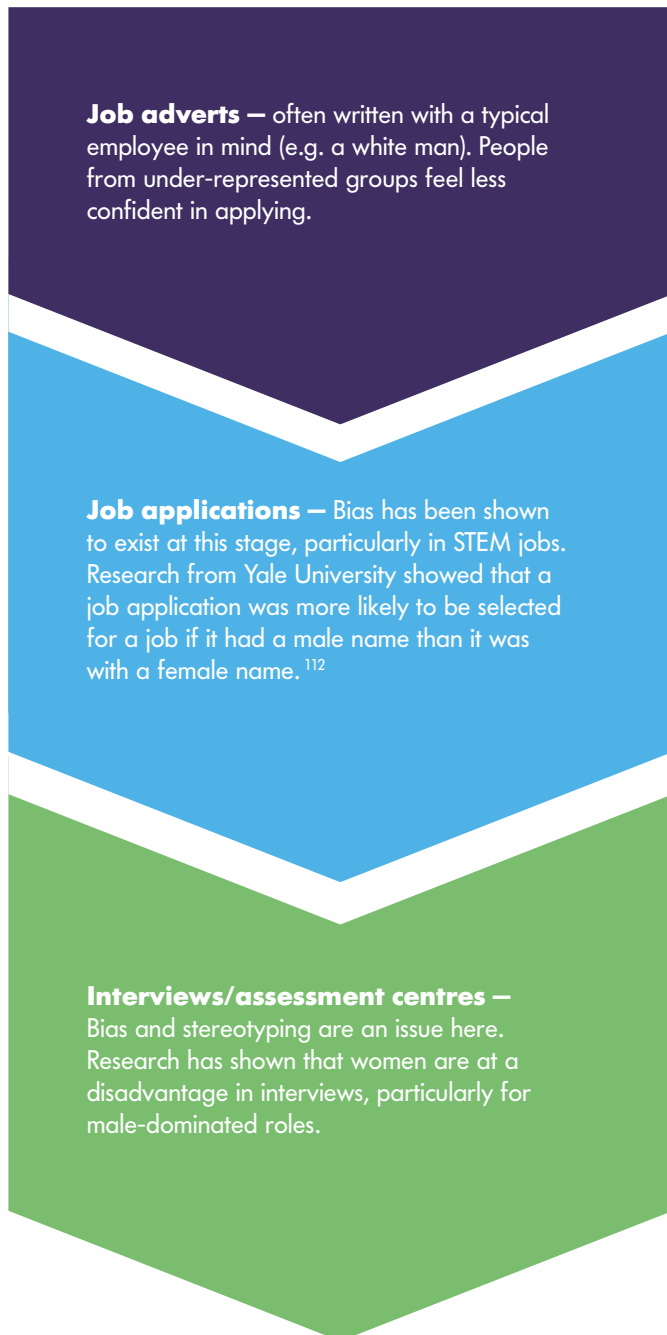 Job adverts — often written with a typical
employee in mind (e.g. a white man). People
from under-represented groups feel less
confident in applying.
Job applications — Bias has been shown
to exist at this stage, particularly in STEM jobs.
Research from Yale University showed that a
job application was more likely to be selected
for a job if it had a male name than it was
with a female name. 112
Interviews/assessment centres —
Bias and stereotyping are an issue here.
Research has shown that women are at a
disadvantage in interviews, particularly for
male-dominated roles.